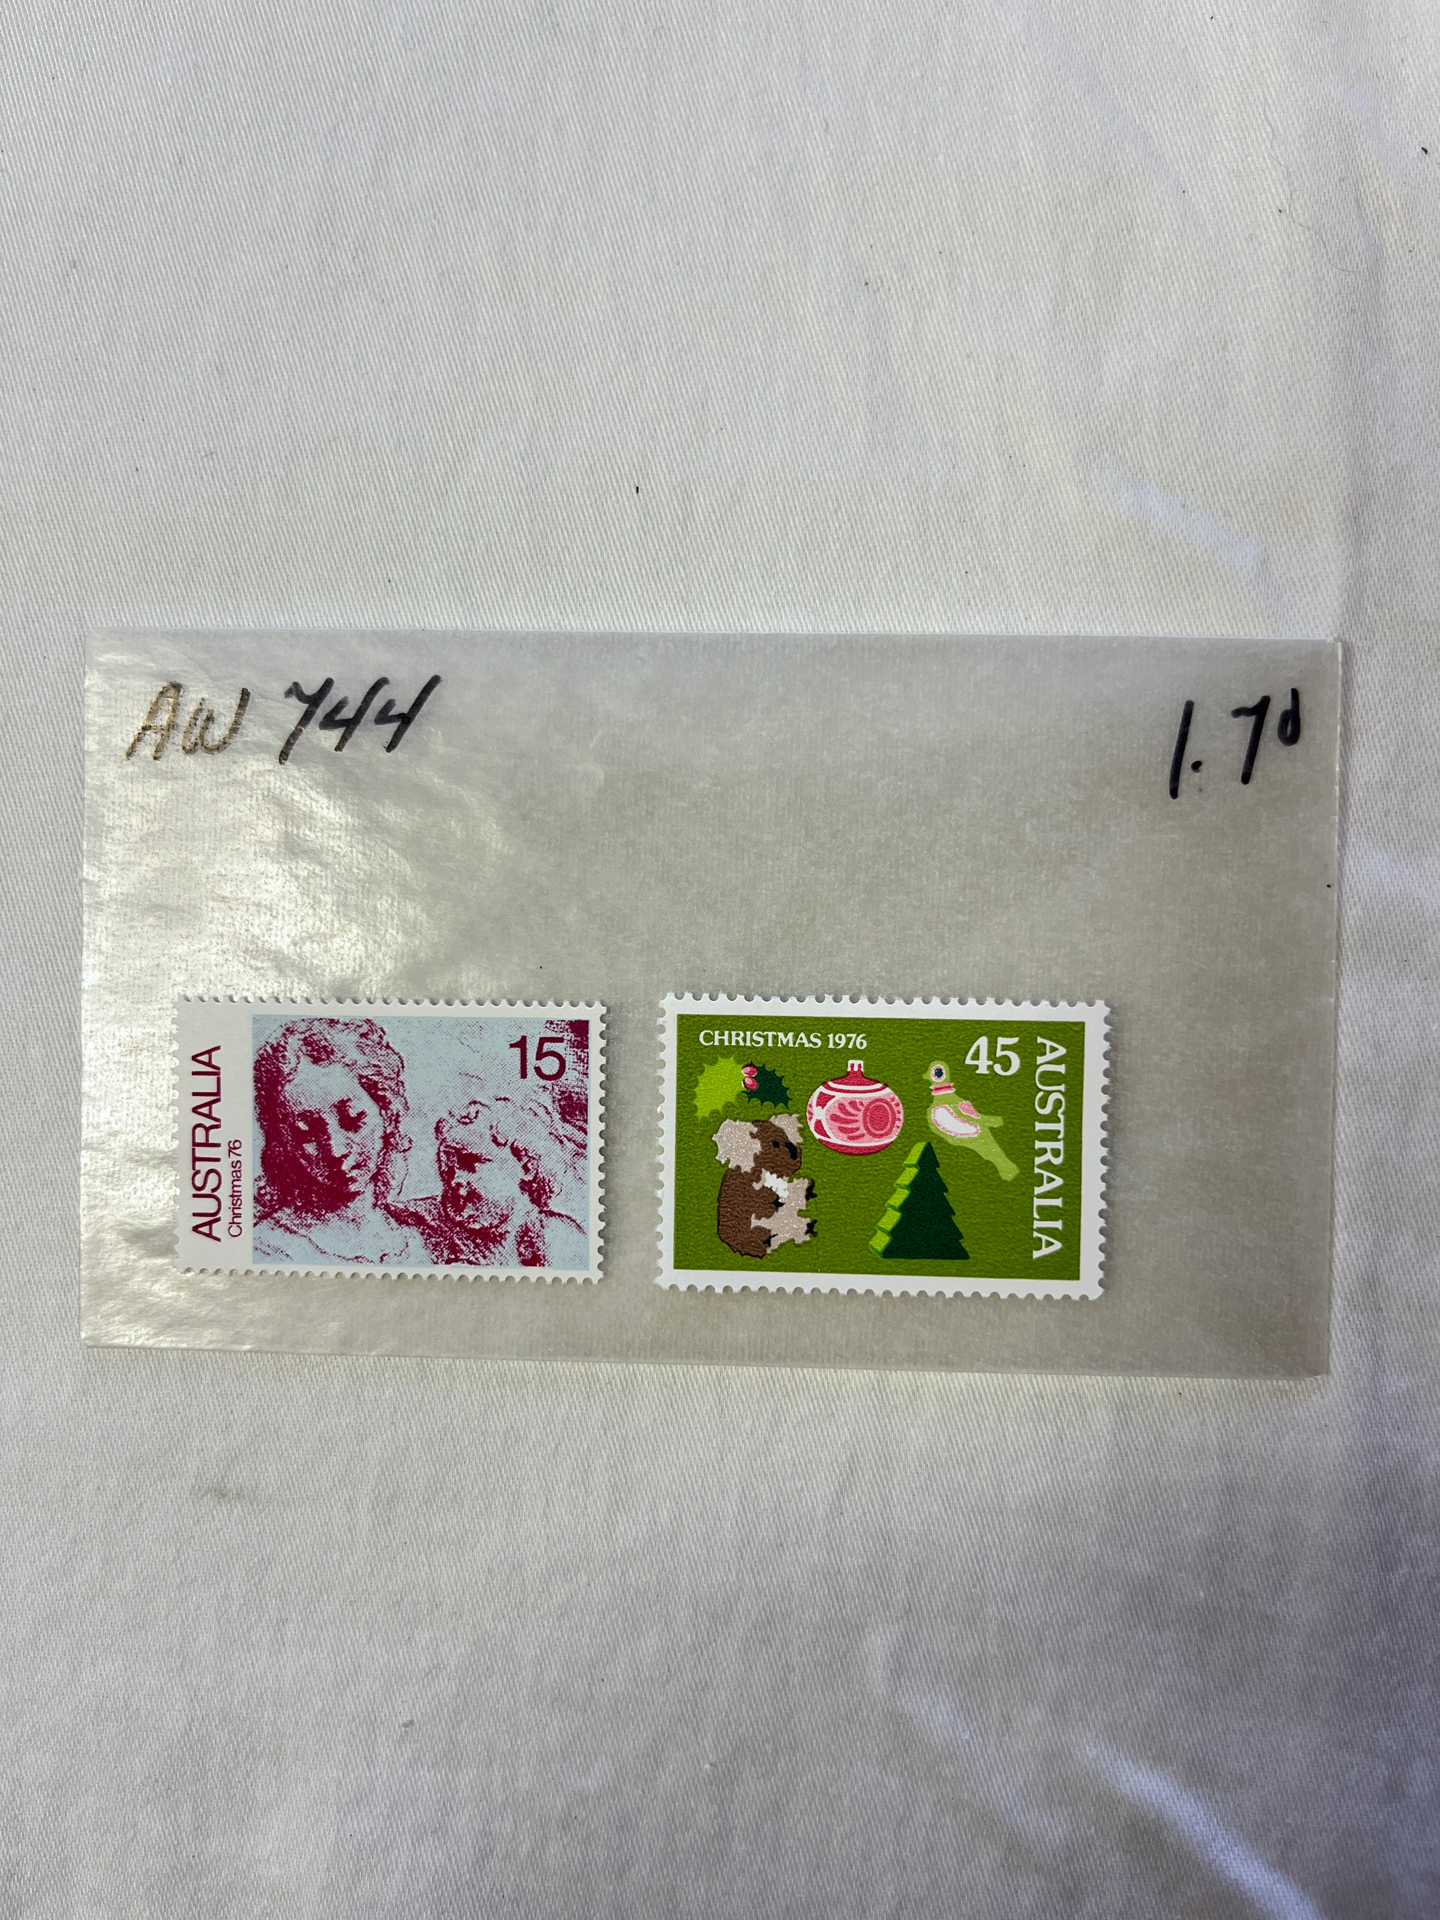 AW 744
1.70
AUSTRALIA
Christmas 76
15
CHRISTMAS 1976
45
AUSTRALIA